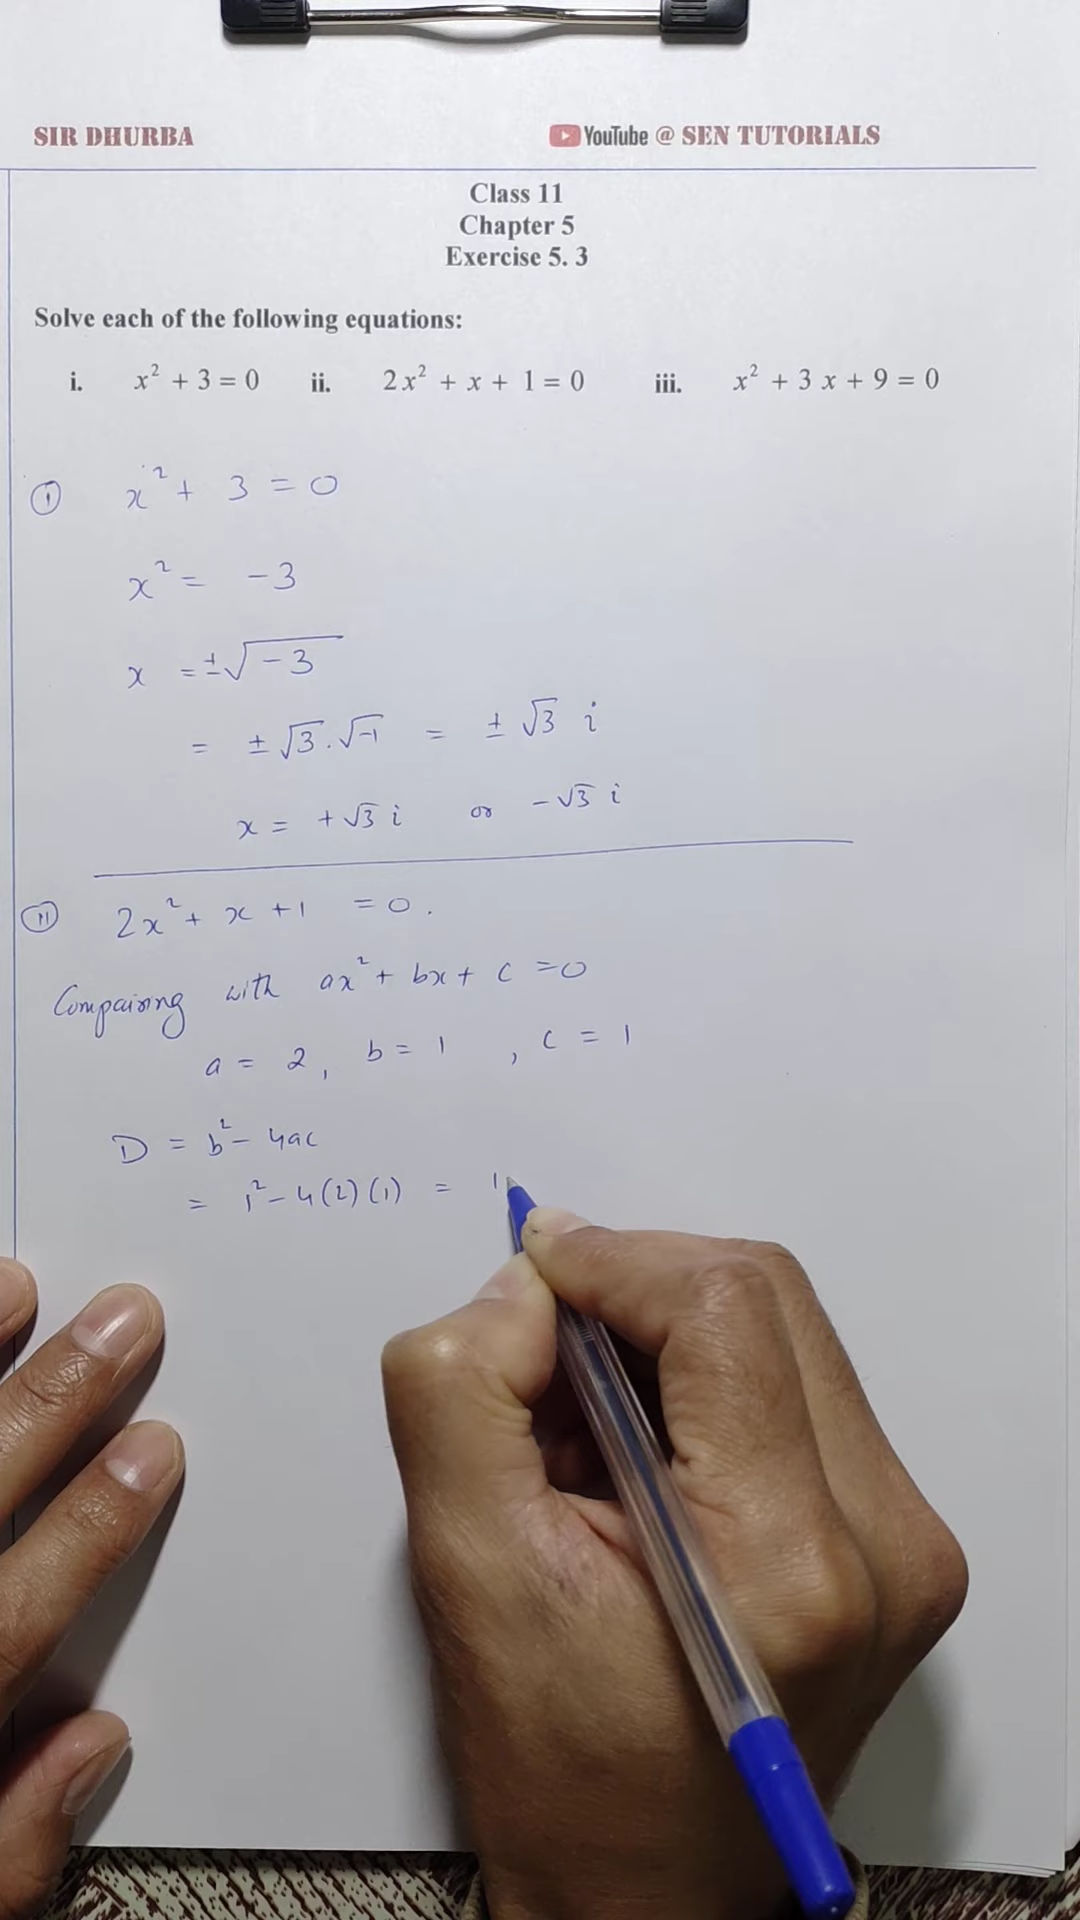 SIR DHURBA YouTube @ SEN TUTORIALS
Class 11
Chapter 5
Exercise 5. 3
Solve each of the following equations:
i. x² + 3 = 0 ii. 2x² + x + 1 = 0 iii. x² + 3 x + 9 = 0
(i) x² + 3 = 0
x² = -3
x = ±√-3
= ±√3.√-1 = ±√3 i
x = +√3 i or -√3 i
(ii) 2x² + x + 1 = 0.
Compairing with ax² + bx + c = 0
a = 2, b = 1, c = 1
D = b² - 4ac
= 1² - 4(2)(1) = 1